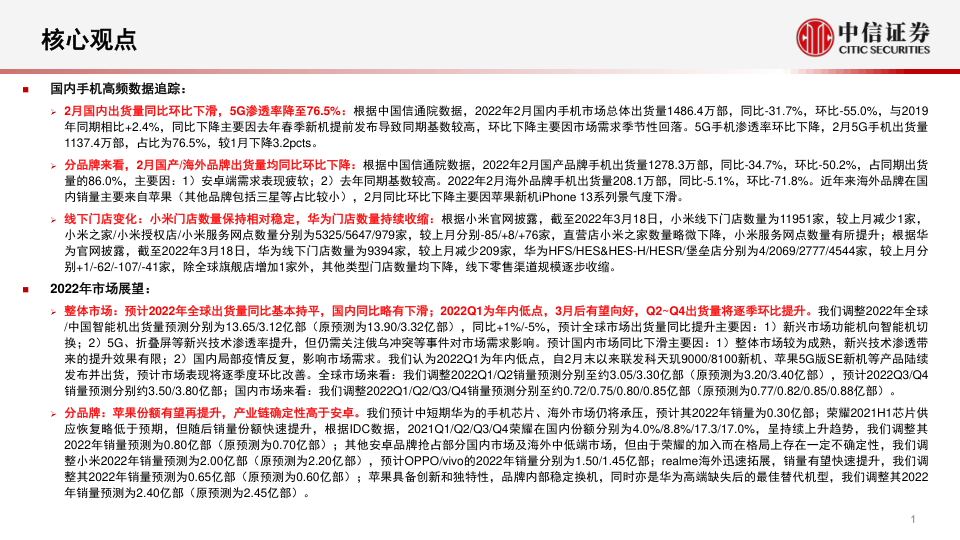 核心观点
中信证券
CITIC SECURITIES
国内手机高频数据追踪：
2月国内出货量同比环比下滑，5G渗透率降至76.5%：根据中国信通院数据，2022年2月国内手机市场总体出货量1486.4万部，同比-31.7%，环比-55.0%，与2019
年同期相比+2.4%，同比下降主要因去年春季新机提前发布导致同期基数较高，环比下降主要因市场需求季节性回落。5G手机渗透率环比下降，2月5G手机出货量
1137.4万部，占比为76.5%，较1月下降3.2pcts。
分品牌来看，2月国产/海外品牌出货量均同比环比下降：根据中国信通院数据，2022年2月国产品牌手机出货量1278.3万部，同比-34.7%，环比-50.2%，占同期出货
量的86.0%，主要因：1）安卓端需求表现疲软；2）去年同期基数较高。2022年2月海外品牌手机出货量208.1万部，同比-5.1%，环比-71.8%。近年来海外品牌在国
内销量主要来自苹果（其他品牌包括三星等占比较小），2月同比环比下降主要因苹果新机iPhone 13系列景气度下滑。
线下门店变化：小米门店数量保持相对稳定，华为门店数量持续收缩：根据小米官网披露，截至2022年3月18日，小米线下门店数量为11951家，较上月减少1家，
小米之家/小米授权店/小米服务网点数量分别为5325/5647/979家，较上月分别-85/+8/+76家，直营店小米之家数量略微下降，小米服务网点数量有所提升；根据华
为官网披露，截至2022年3月18日，华为线下门店数量为9394家，较上月减少209家，华为HFS/HES&HES-H/HESR/堡垒店分别为4/2069/2777/4544家，较上月分
别+1/-62/-107/-41家，除全球旗舰店增加1家外，其他类型门店数量均下降，线下零售渠道规模逐步收缩。
2022年市场展望：
整体市场：预计2022年全球出货量同比基本持平，国内同比略有下滑；2022Q1为年内低点，3月后有望向好，Q2~Q4出货量将逐季环比提升。我们调整2022年全球
/中国智能机出货量预测分别为13.65/3.12亿部（原预测为13.90/3.32亿部），同比+1%/-5%，预计全球市场出货量同比提升主要因：1）新兴市场功能机向智能机切
换；2）5G、折叠屏等新兴技术渗透率提升，但仍需关注俄乌冲突等事件对市场需求影响。预计国内市场同比下滑主要因：1）整体市场较为成熟，新兴技术渗透带
来的提升效果有限；2）国内局部疫情反复，影响市场需求。我们认为2022Q1为年内低点，自2月末以来联发科天玑9000/8100新机、苹果5G版SE新机等产品陆续
发布并出货，预计市场表现将逐季度环比改善。全球市场来看：我们调整2022Q1/Q2销量预测分别至约3.05/3.30亿部（原预测为3.20/3.40亿部），预计2022Q3/Q4
销量预测分别约3.50/3.80亿部；国内市场来看：我们调整2022Q1/Q2/Q3/Q4销量预测分别至约0.72/0.75/0.80/0.85亿部（原预测为0.77/0.82/0.85/0.88亿部）。
分品牌：苹果份额有望再提升，产业链确定性高于安卓。我们预计中短期华为的手机芯片、海外市场仍将承压，预计其2022年销量为0.30亿部；荣耀2021H1芯片供
应恢复略低于预期，但随后销量份额快速提升，根据IDC数据，2021Q1/Q2/Q3/Q4荣耀在国内份额分别为4.0%/8.8%/17.3/17.0%，呈持续上升趋势，我们调整其
2022年销量预测为0.80亿部（原预测为0.70亿部）；其他安卓品牌抢占部分国内市场及海外中低端市场，但由于荣耀的加入而在格局上存在一定不确定性，我们调
调整小米2022年销量预测为2.00亿部（原预测为2.20亿部），预计OPPO/vivo的2022年销量分别为1.50/1.45亿部；realme海外迅速拓展，销量有望快速提升，我们调
整其2022年销量预测为0.65亿部（原预测为0.60亿部）；苹果具备创新和独特性，品牌内部稳定换机，同时亦是华为高端缺失后的最佳替代机型，我们调整其2022
年销量预测为2.40亿部（原预测为2.45亿部）。
1